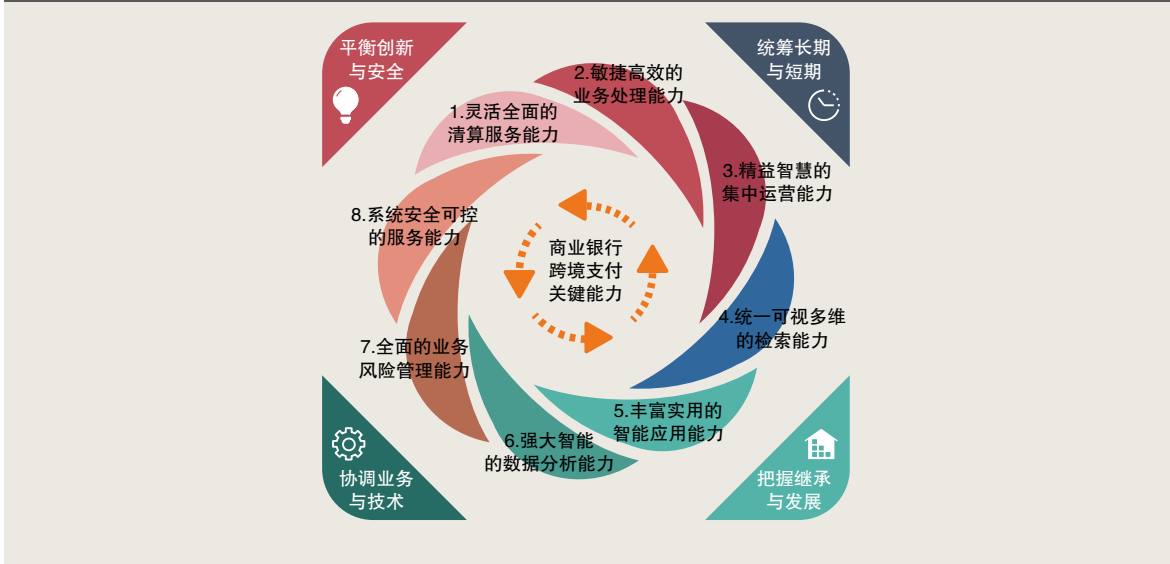 平衡创新
与安全
统筹长期
与短期
1.灵活全面的
清算服务能力
2.敏捷高效的
业务处理能力
3.精益智慧的
集中运营能力
4.统一可视多维
的检索能力
5.丰富实用的
智能应用能力
6.强大智能
的数据分析能力
7.全面的业务
风险管理能力
8.系统安全可控
的服务能力
商业银行
跨境支付
关键能力
协调业务
与技术
把握继承
与发展